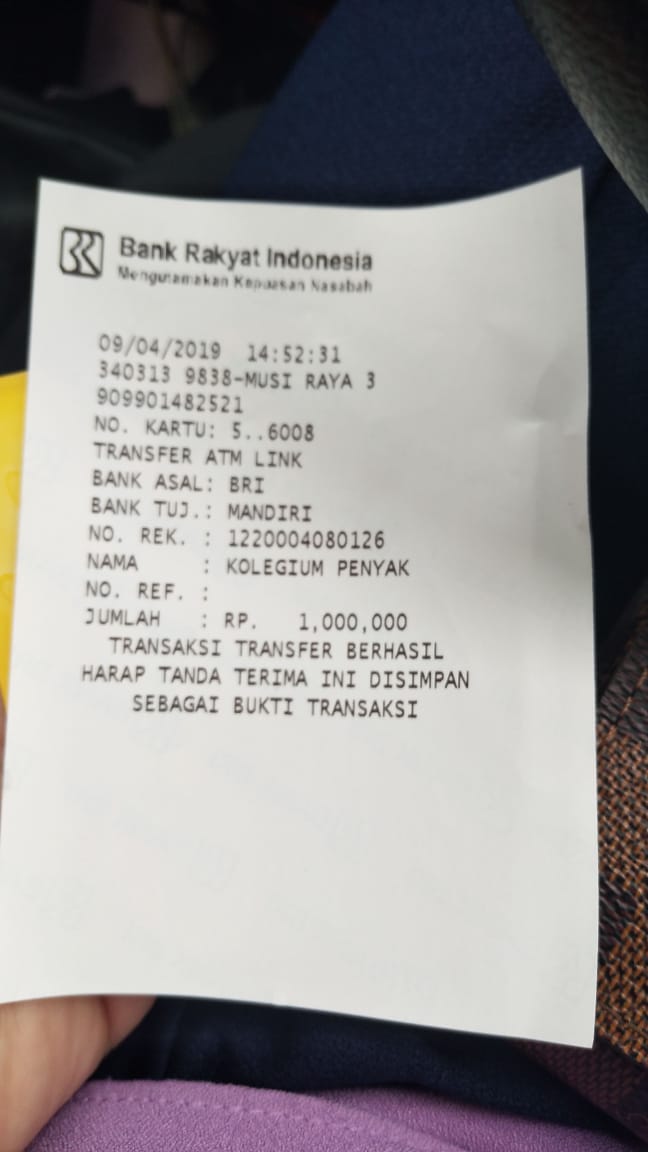 Bank Rakyat Indonesia
Mengutamakan Kepuasan Nasabah
09/04/2019 14:52:31
340313 9838-MUSI RAYA 3
909901482521
NO. KARTU: 5..6008
TRANSFER ATM LINK
BANK ASAL: BRI
BANK TUJ.: MANDIRI
NO. REK. : 1220004080126
NAMA : KOLEGIUM PENYAK
NO. REF. :
JUMLAH : RP. 1,000,000
TRANSAKSI TRANSFER BERHASIL
HARAP TANDA TERIMA INI DISIMPAN
SEBAGAI BUKTI TRANSAKSI